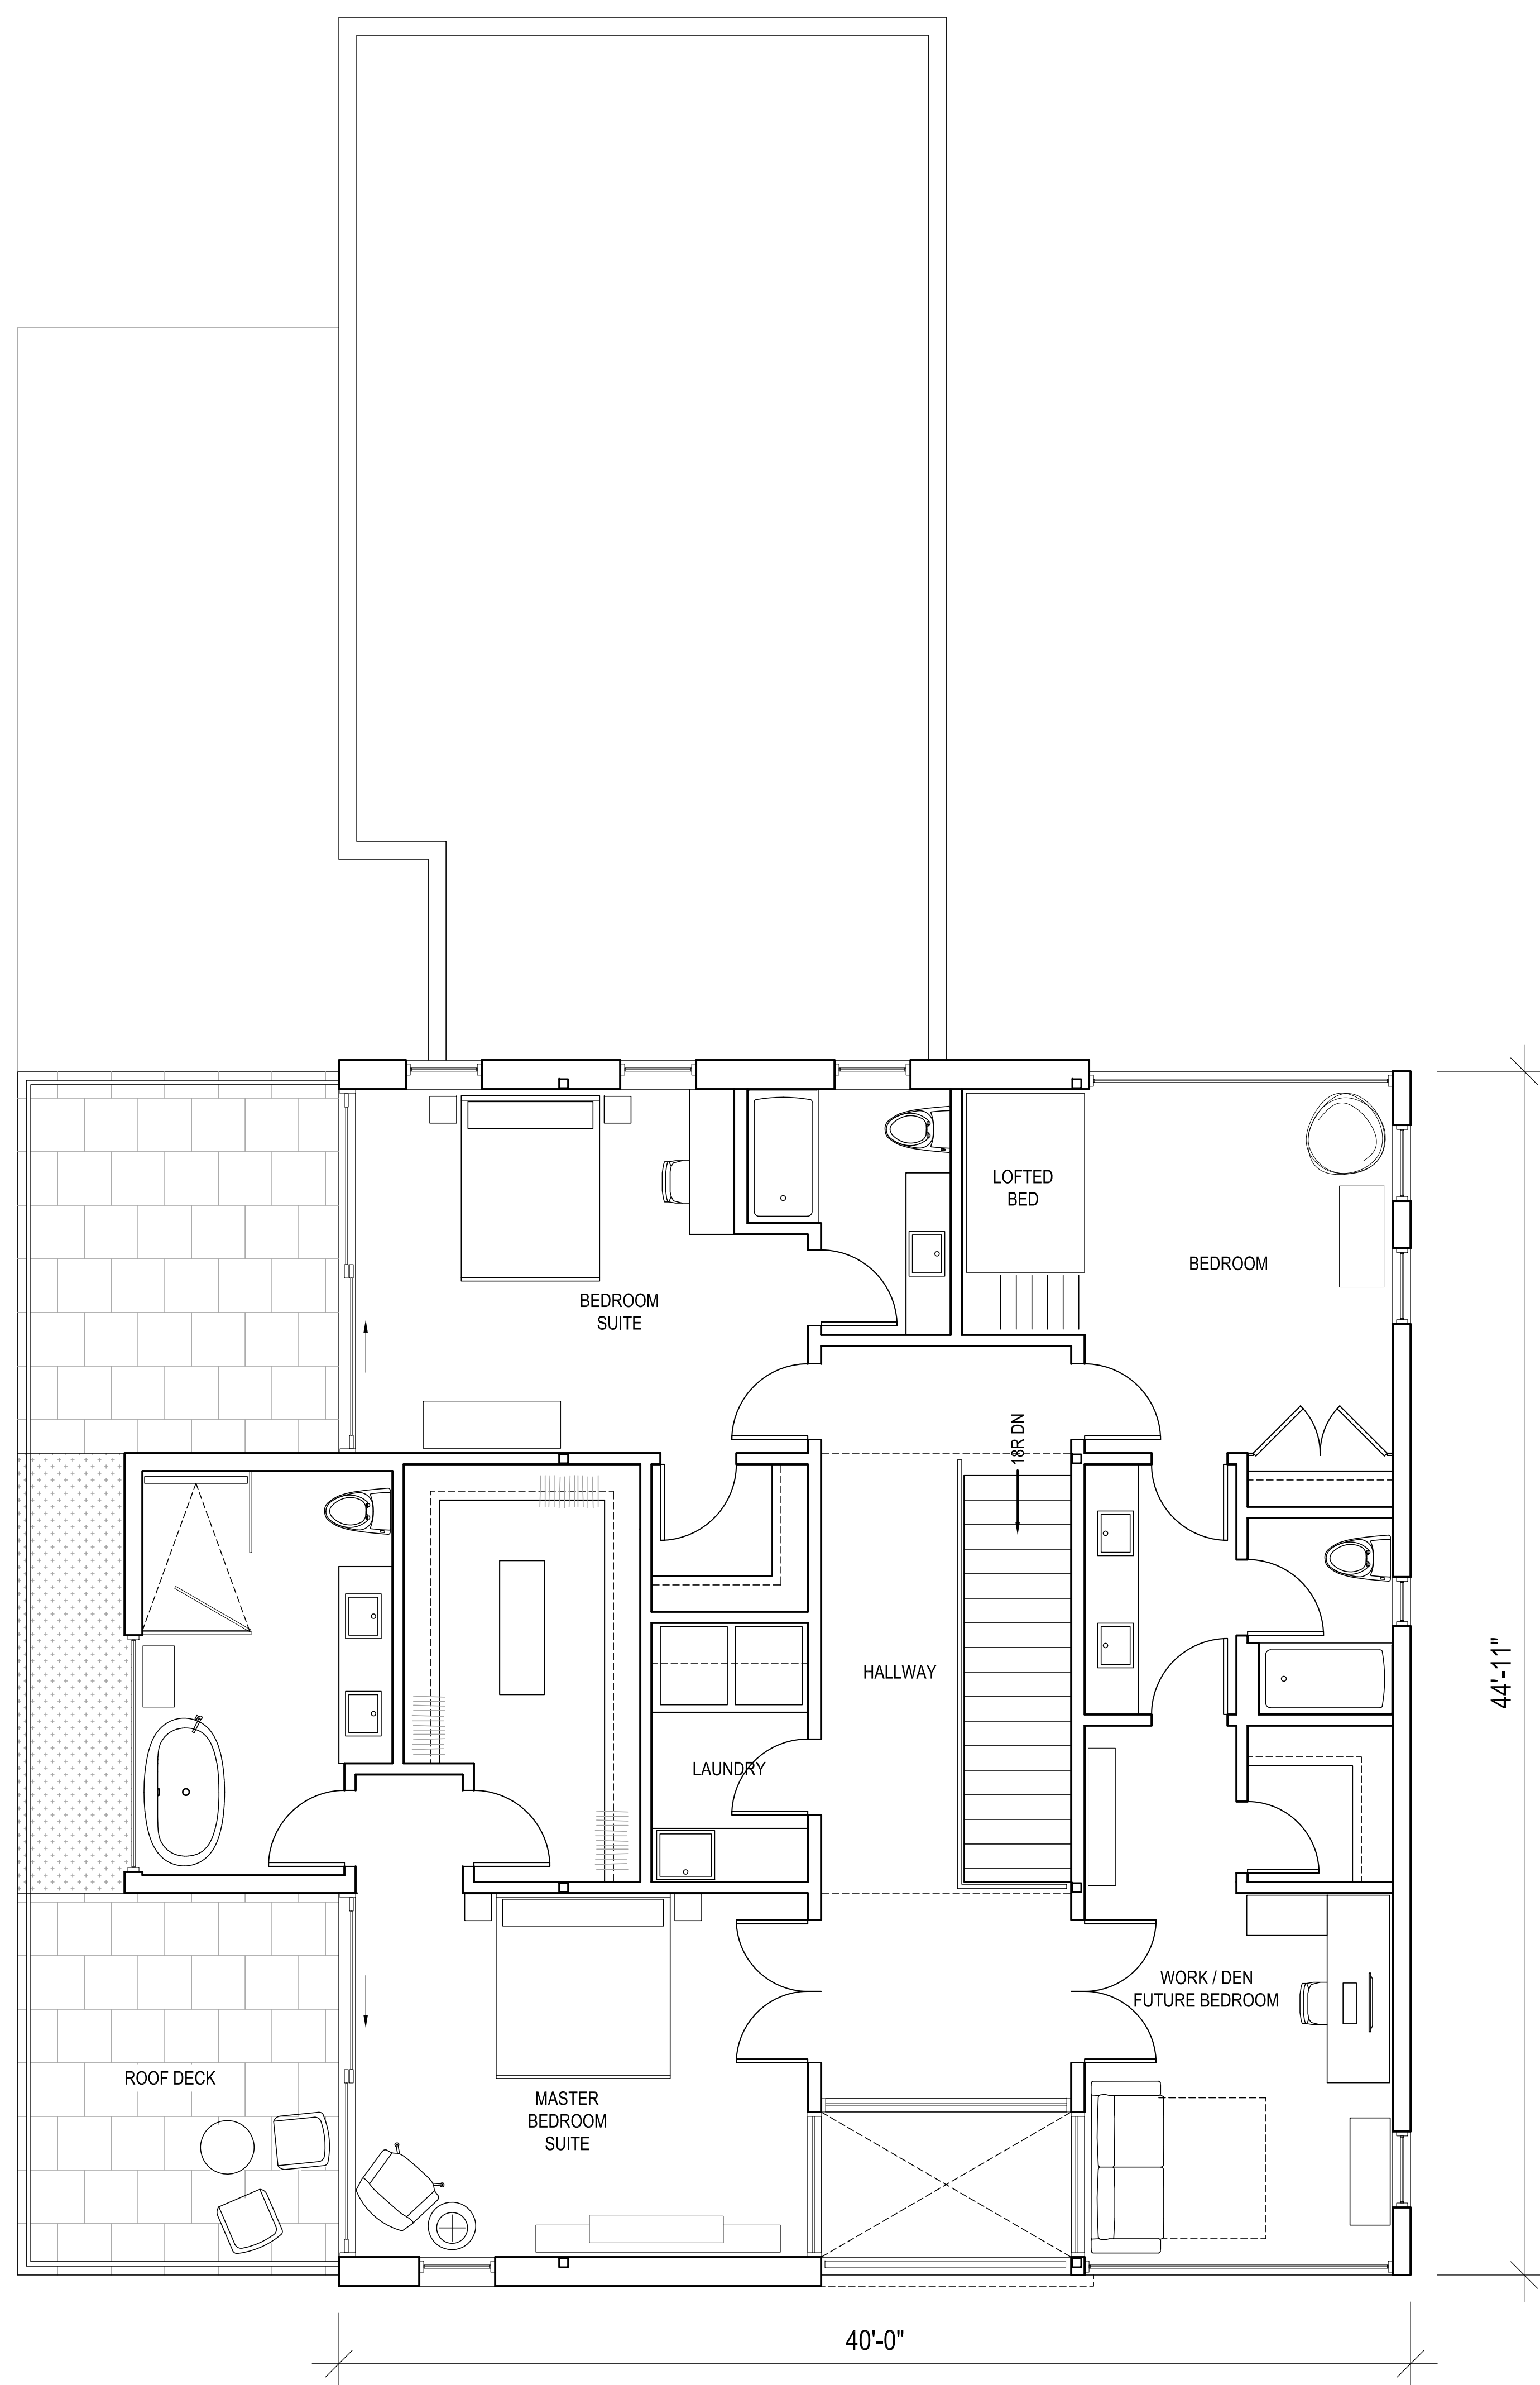 LOFTED
BED
BEDROOM
BEDROOM
SUITE
18R DN
HALLWAY
44'-11"
LAUNDRY
WORK / DEN
FUTURE BEDROOM
ROOF DECK
MASTER
BEDROOM
SUITE
40'-0"